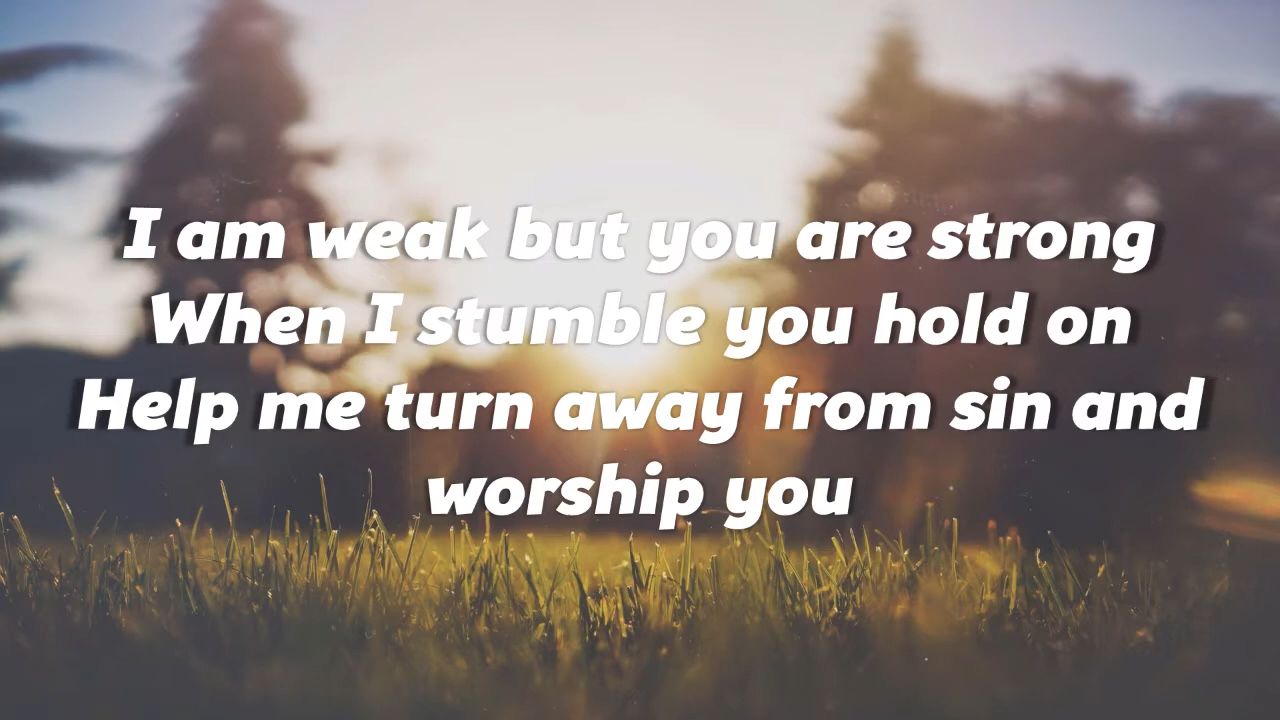 I am weak but you are strong
When I stumble you hold on
Help me turn away from sin and
worship you